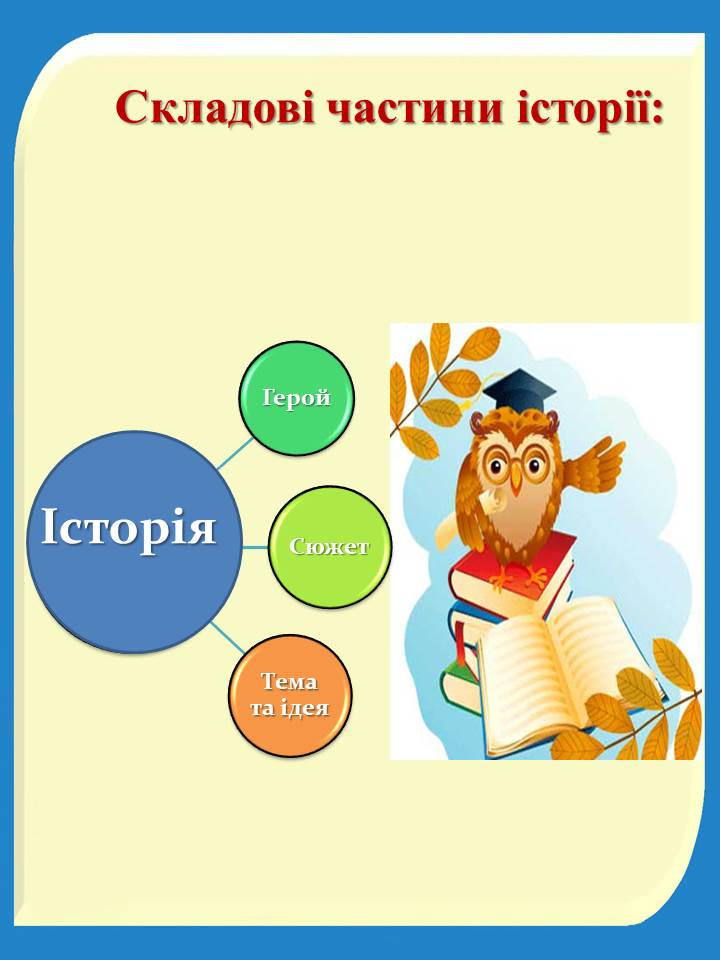 Складові частини історії:
Герой
Історія
Сюжет
Тема
та ідея